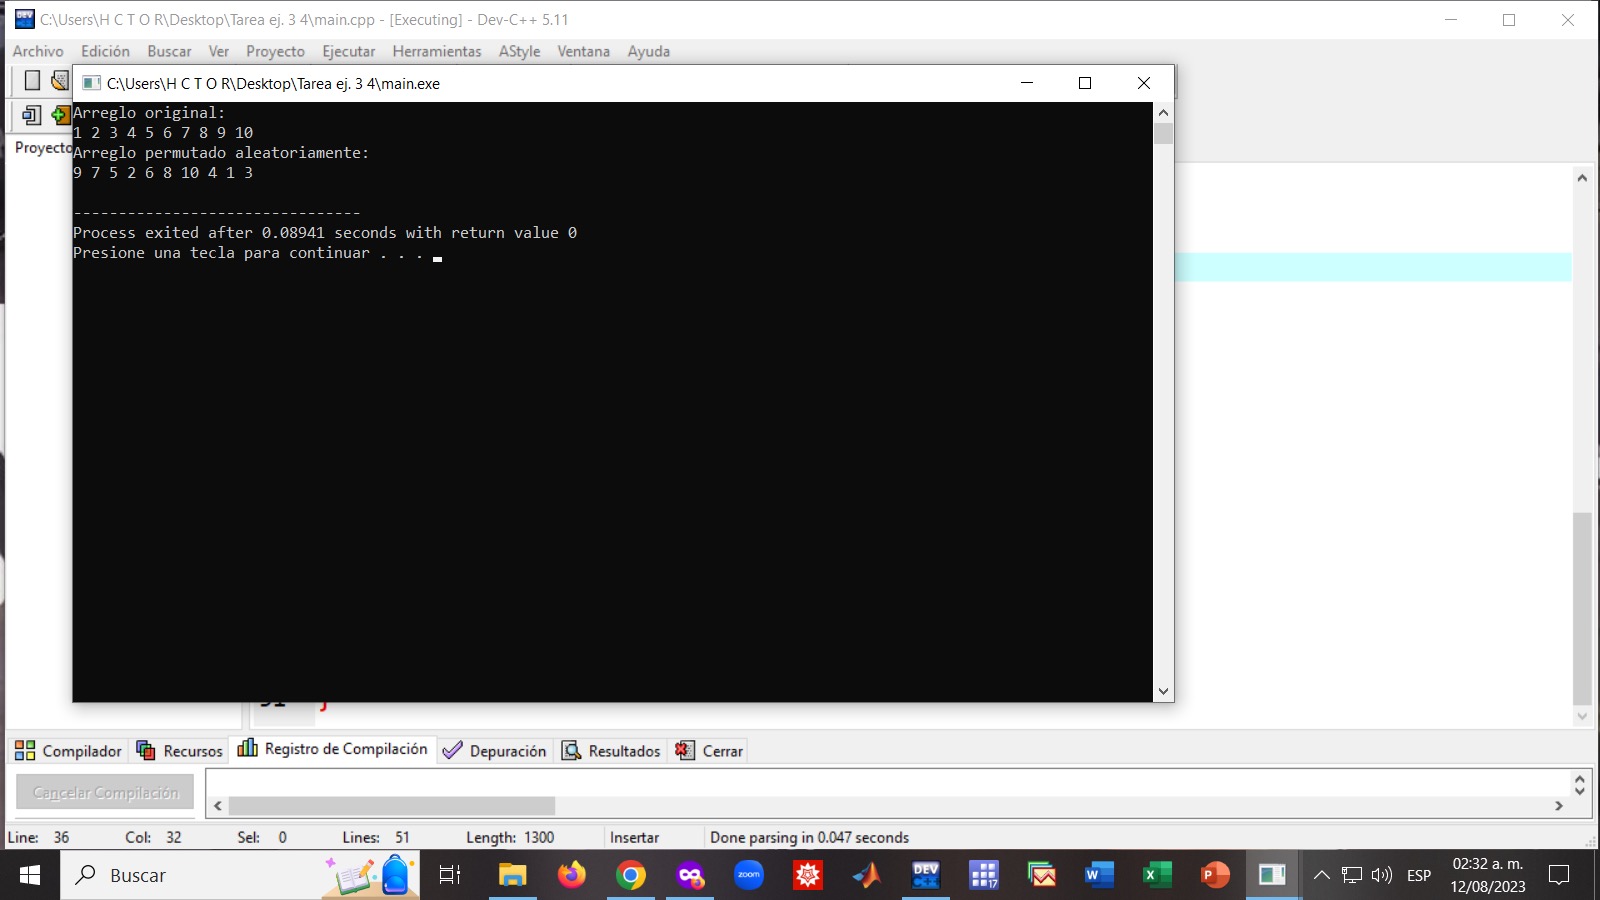 C:\Users\H C T O R\Desktop\Tarea ej. 3 4\main.cpp - [Executing] - Dev-C++ 5.11
Archivo Edición Buscar Ver Proyecto Ejecutar Herramientas AStyle Ventana Ayuda
C:\Users\H C T O R\Desktop\Tarea ej. 3 4\main.exe
Proyecto
Arreglo original:
1 2 3 4 5 6 7 8 9 10
Arreglo permutado aleatoriamente:
9 7 5 2 6 8 10 4 1 3
--------------------------------
Process exited after 0.08941 seconds with return value 0
Presione una tecla para continuar . . .
51 }
Compilador Recursos Registro de Compilación Depuración Resultados Cerrar
Cancelar Compilación
Line: 36 Col: 32 Sel: 0 Lines: 51 Length: 1300 Insertar Done parsing in 0.047 seconds
Buscar
DEV
17
zoom
ESP
02:32 a. m.
12/08/2023